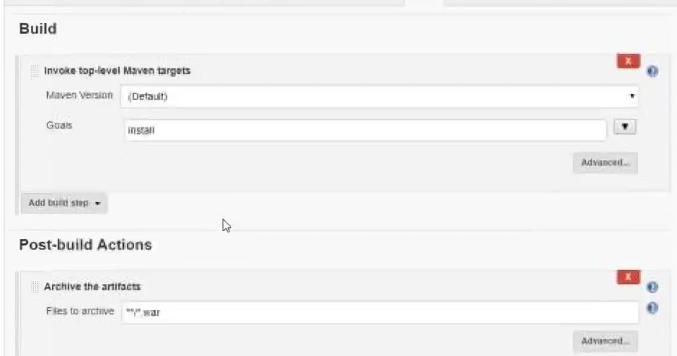 Build
Invoke top-level Maven targets
X
Maven Version
(Default)
Goals
install
Advanced...
Add build step
Post-build Actions
Archive the artifacts
X
Files to archive
**/*.war
Advanced...